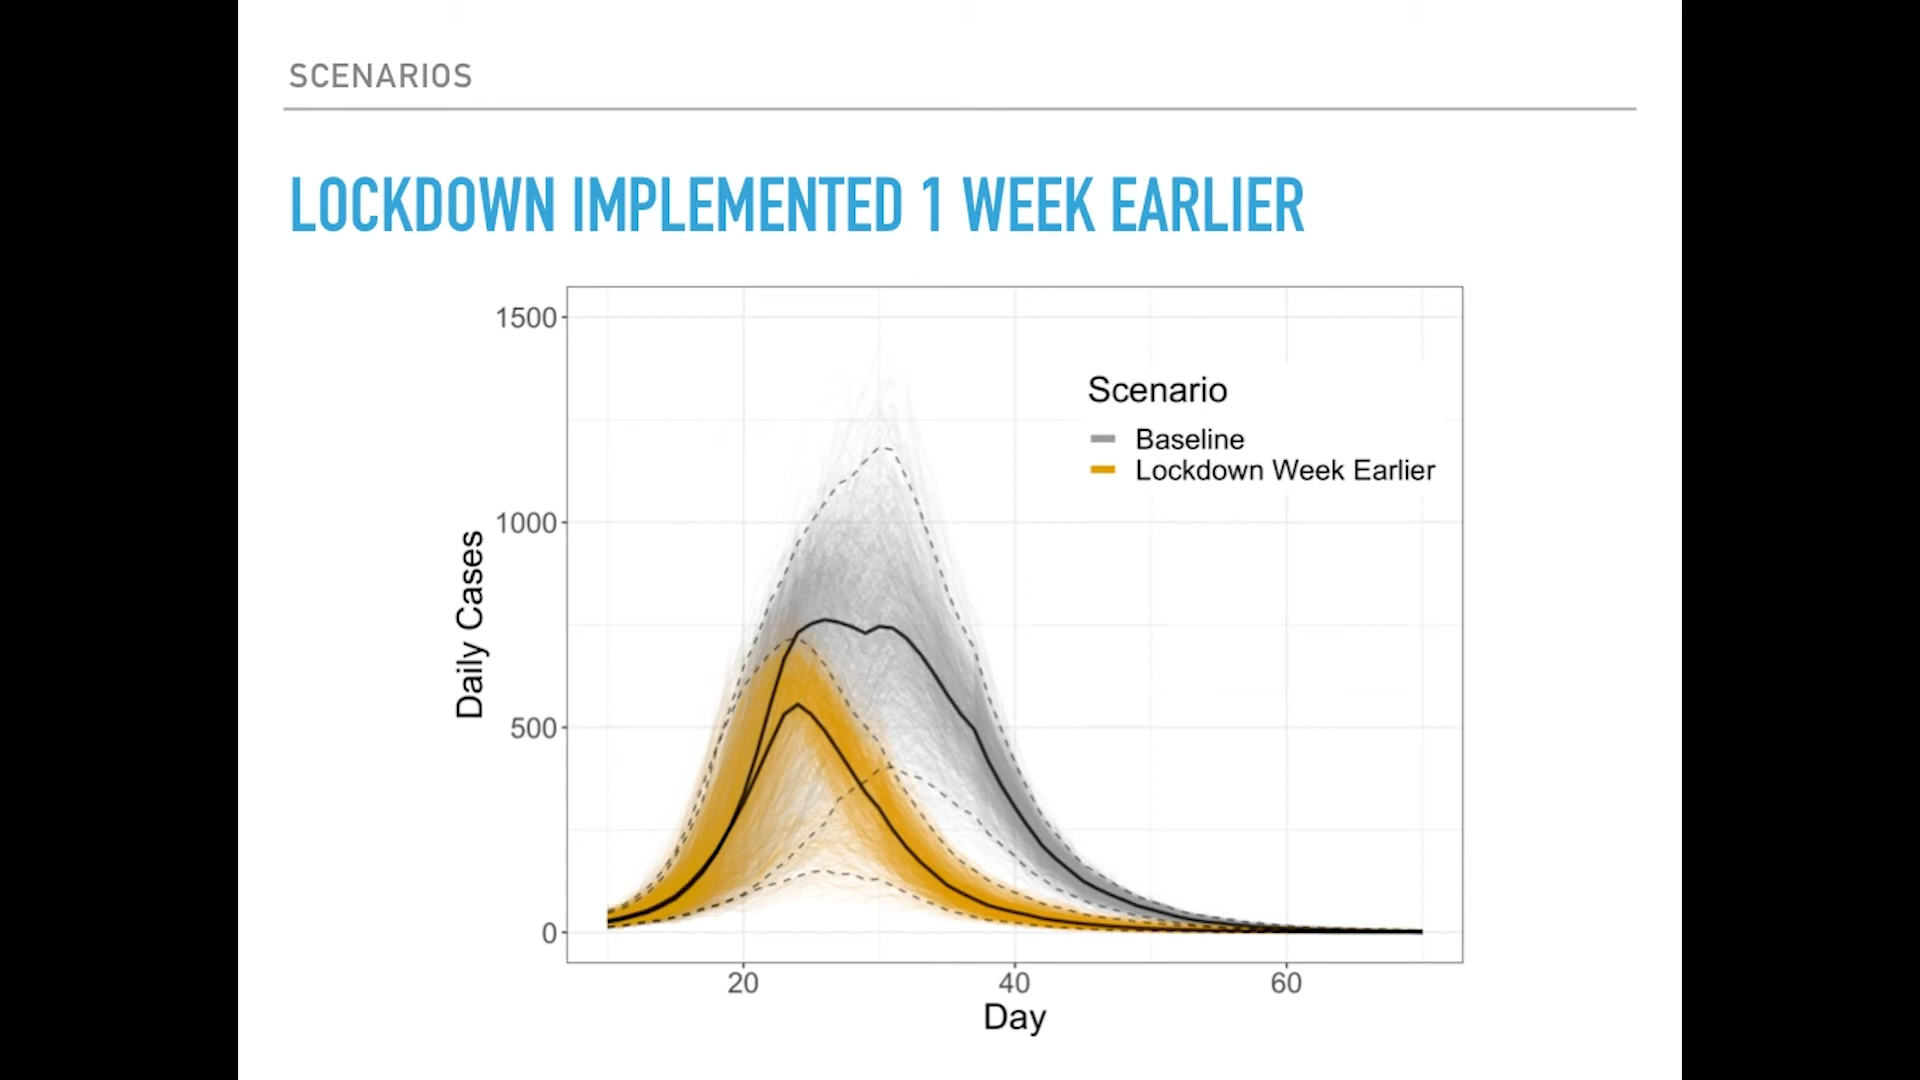 SCENARIOS
LOCKDOWN IMPLEMENTED 1 WEEK EARLIER
1500
1000
500
0
Daily Cases
Scenario
Baseline
Lockdown Week Earlier
20 40 60
Day